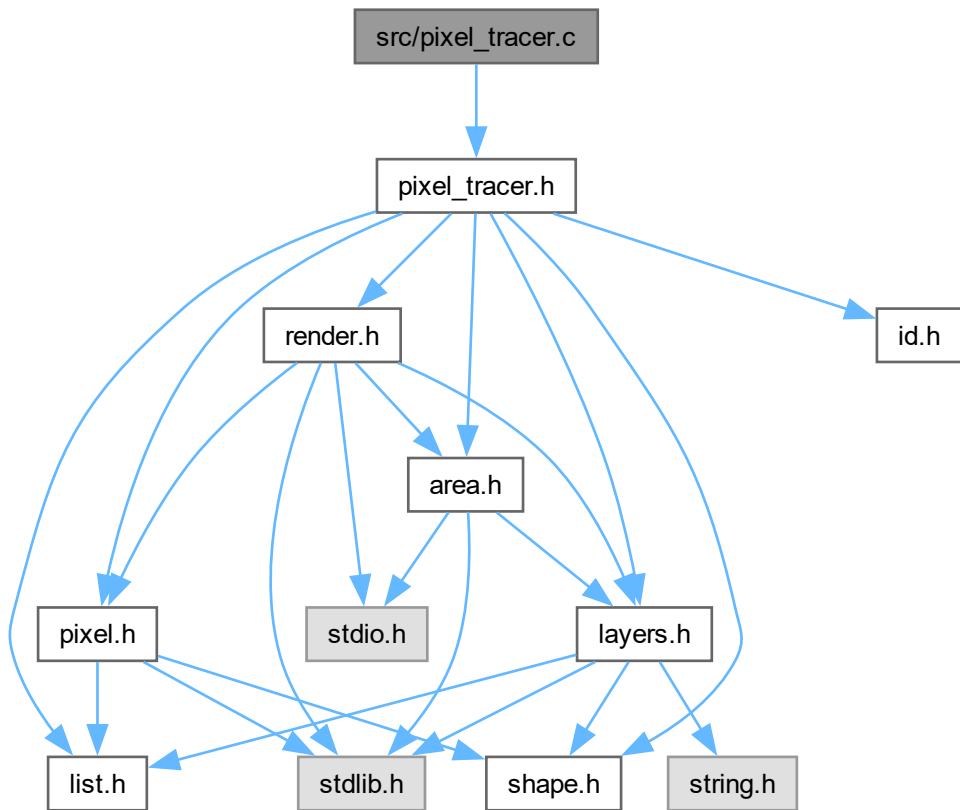 src/pixel_tracer.c
pixel_tracer.h
render.h
id.h
area.h
pixel.h
stdio.h
layers.h
list.h
stdlib.h
shape.h
string.h